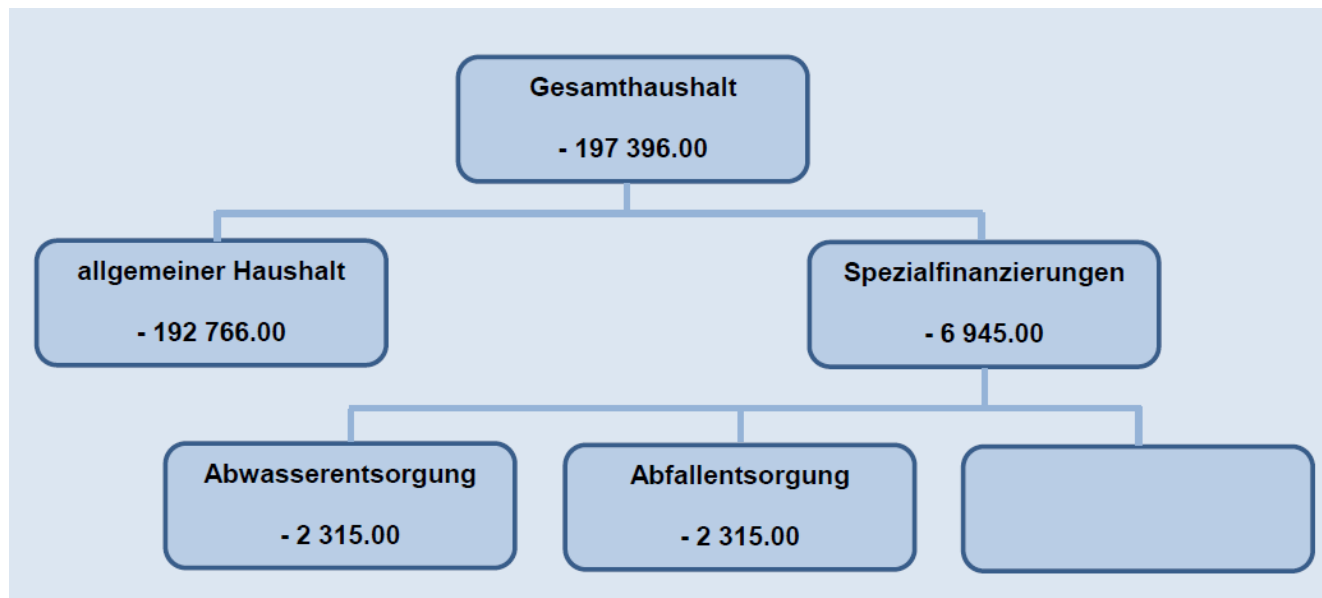 Gesamthaushalt
- 197 396.00
allgemeiner Haushalt
- 192 766.00
Spezialfinanzierungen
- 6 945.00
Abwasserentsorgung
- 2 315.00
Abfallentsorgung
- 2 315.00